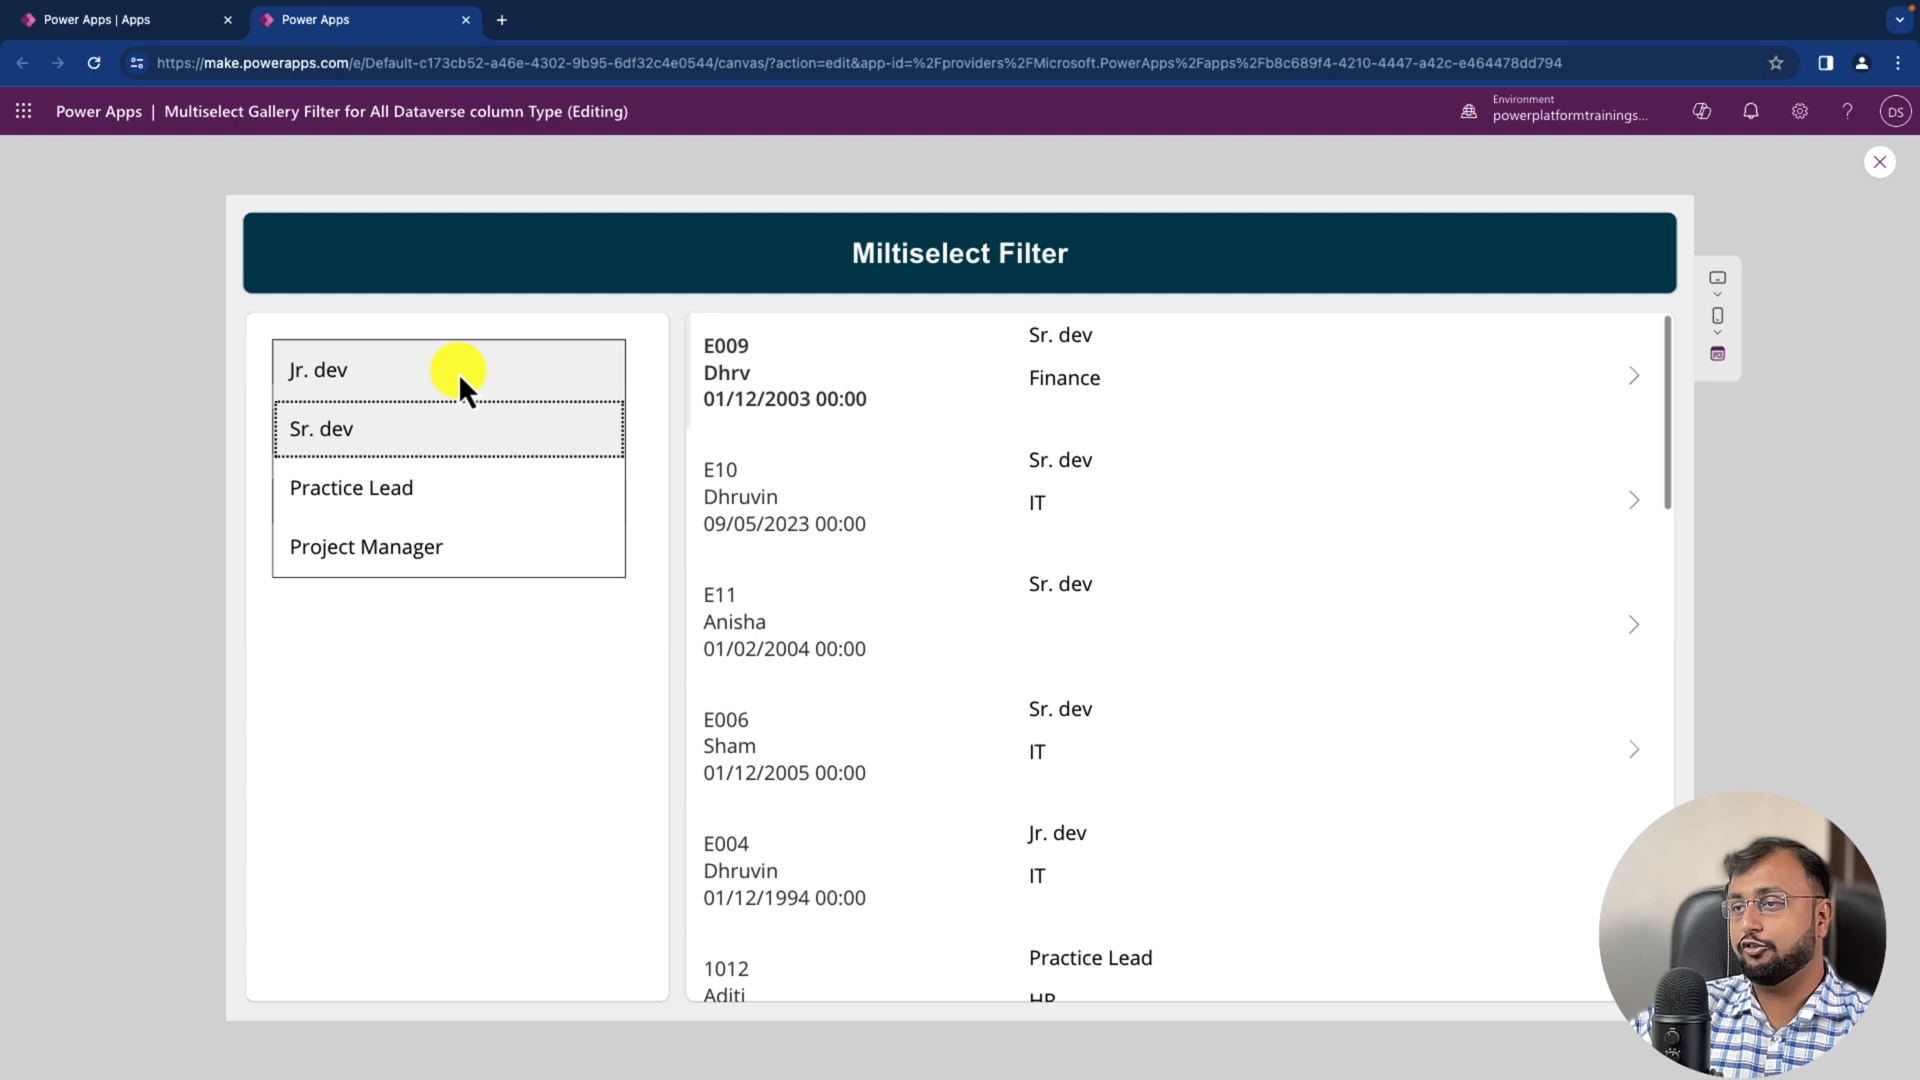 Power Apps | Apps
Power Apps
https://make.powerapps.com/e/Default-c173cb52-a46e-4302-9b95-6df32c4e0544/canvas/?action=edit&app-id=%2Fproviders%2FMicrosoft.PowerApps%2Fapps%2Fb8c689f4-4210-4447-a42c-e464478dd794
Power Apps | Multiselect Gallery Filter for All Dataverse column Type (Editing)
Environment
powerplatformtrainings...
DS
Miltiselect Filter
Jr. dev
Sr. dev
Practice Lead
Project Manager
E009
Dhrv
01/12/2003 00:00
Sr. dev
Finance
E10
Dhruvin
09/05/2023 00:00
Sr. dev
IT
E11
Anisha
01/02/2004 00:00
Sr. dev
E006
Sham
01/12/2005 00:00
Sr. dev
IT
E004
Dhruvin
01/12/1994 00:00
Jr. dev
IT
1012
Aditi
Practice Lead
HR